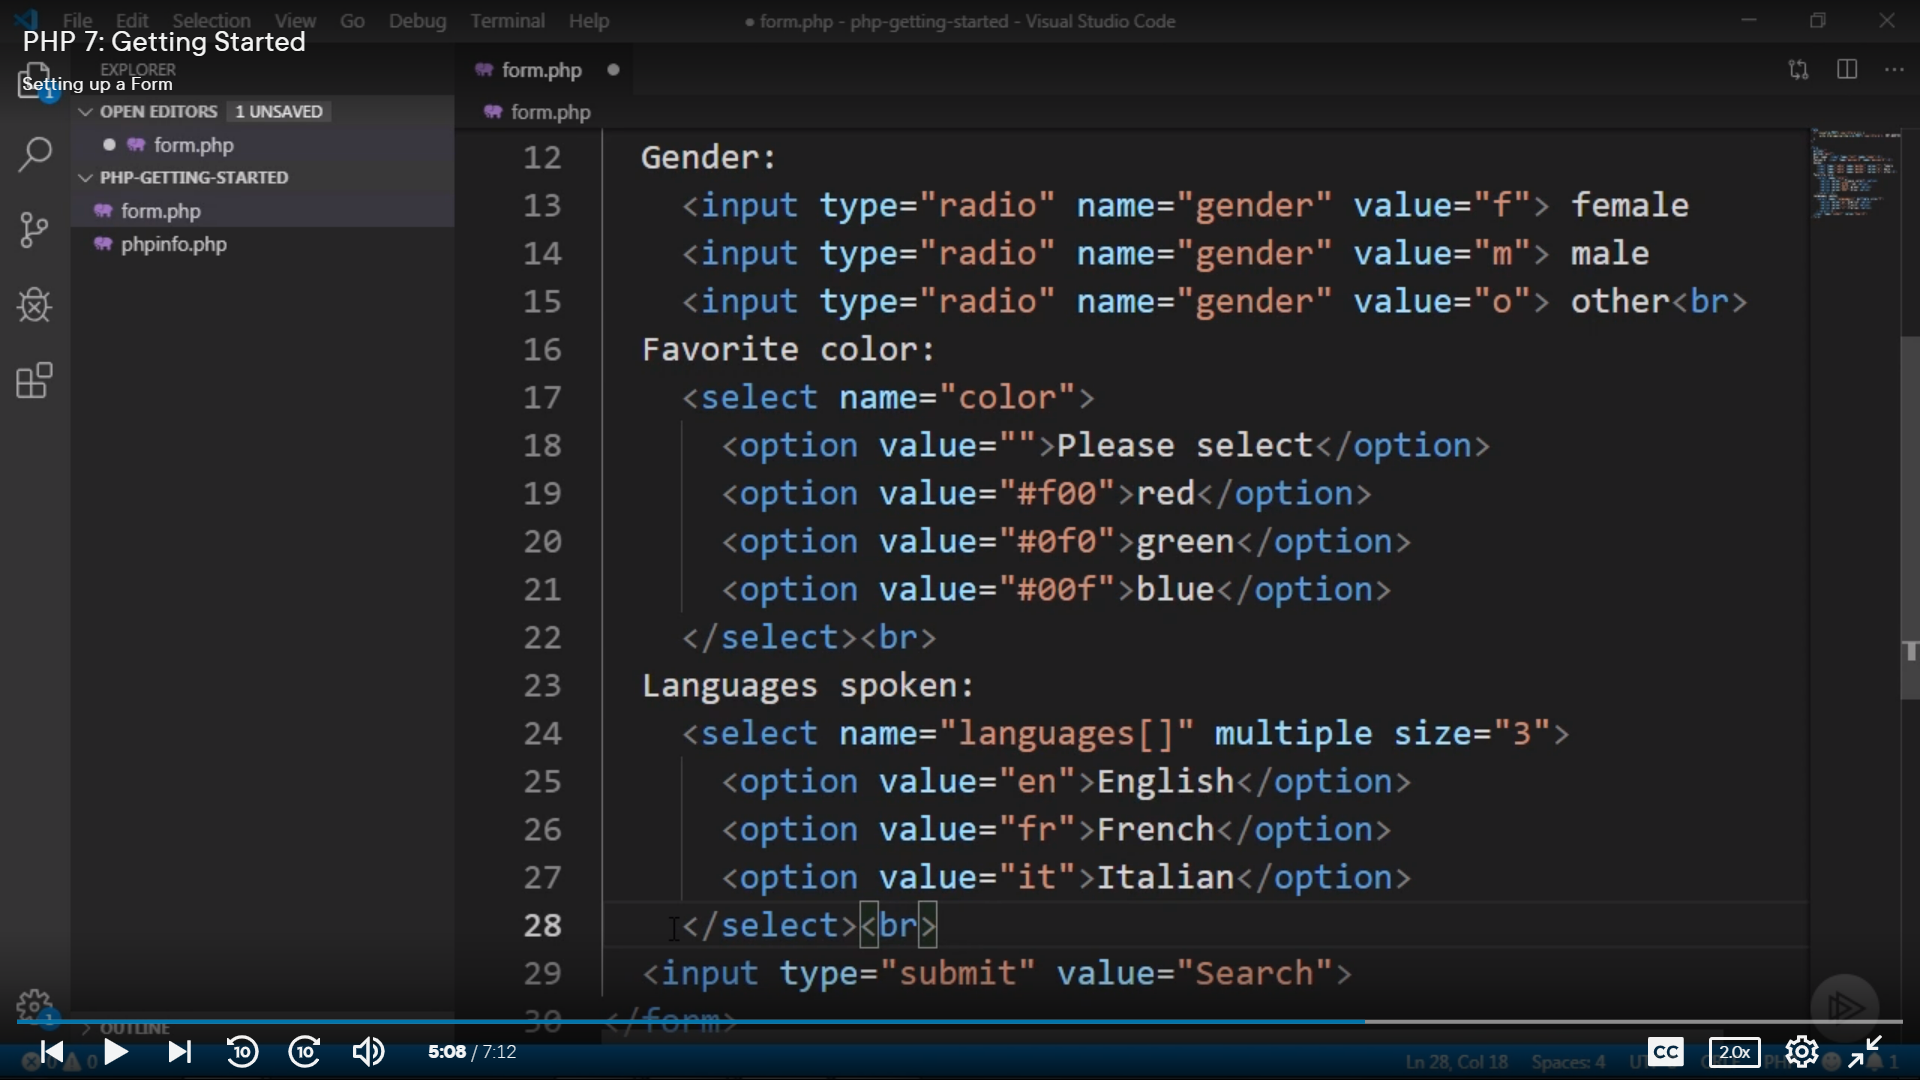 File Edit Selection View Go Debug Terminal Help
● form.php - php-getting-started - Visual Studio Code
PHP 7: Getting Started
EXPLORER
Setting up a Form
1
OPEN EDITORS 1 UNSAVED
form.php
PHP-GETTING-STARTED
form.php
phpinfo.php
form.php
form.php
12 Gender:
13 <input type="radio" name="gender" value="f"> female
14 <input type="radio" name="gender" value="m"> male
15 <input type="radio" name="gender" value="o"> other<br>
16 Favorite color:
17 <select name="color">
18 <option value="">Please select</option>
19 <option value="#f00">red</option>
20 <option value="#0f0">green</option>
21 <option value="#00f">blue</option>
22 </select><br>
23 Languages spoken:
24 <select name="languages[]" multiple size="3">
25 <option value="en">English</option>
26 <option value="fr">French</option>
27 <option value="it">Italian</option>
28 </select><br>
29 <input type="submit" value="Search">
30 </form>
1
OUTLINE
10 10 5:08 / 7:12 CC 2.0x
0 Ln 28, Col 18 Spaces: 4 1